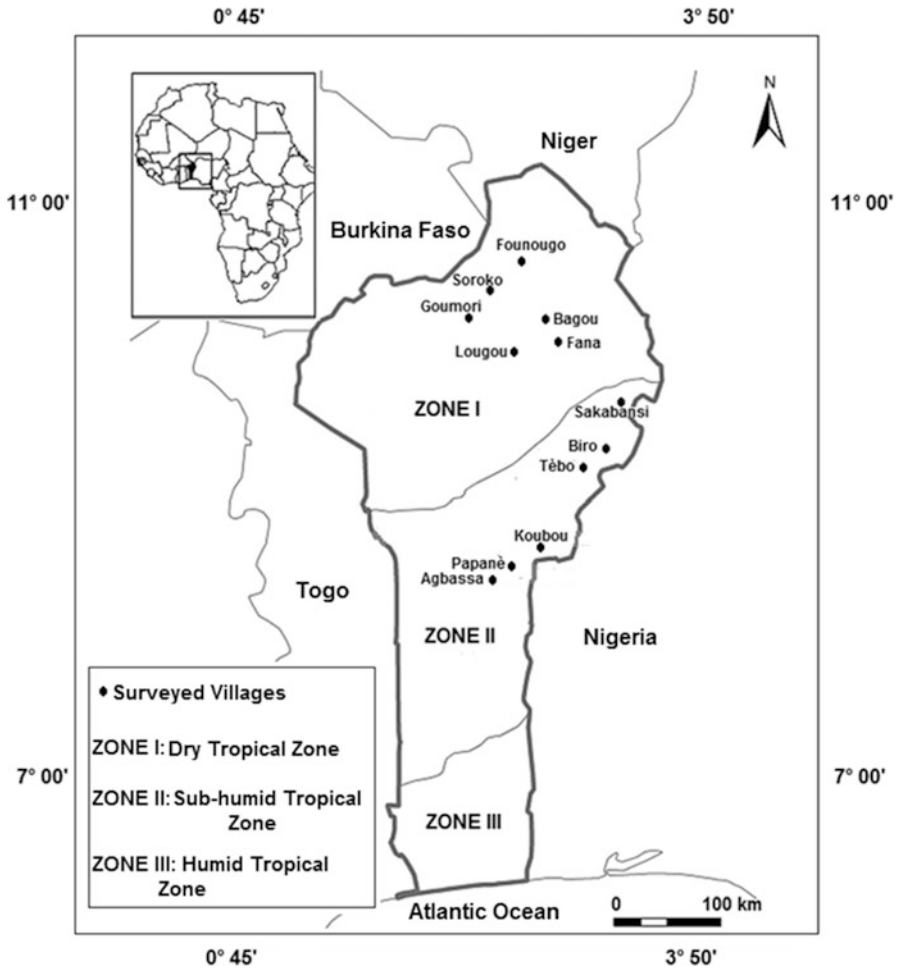 0° 45'
3° 50'
N
Niger
11° 00'
11° 00'
Burkina Faso
Founougo
Soroko
Goumori
Bagou
Fana
Lougou
ZONE I
Sakabansi
Biro
Tèbo
Koubou
Papanè
Agbassa
Togo
ZONE II
Nigeria
Surveyed Villages
ZONE I: Dry Tropical Zone
ZONE II: Sub-humid Tropical
Zone
ZONE III: Humid Tropical
Zone
7° 00'
7° 00'
ZONE III
Atlantic Ocean
0
100 km
0° 45'
3° 50'